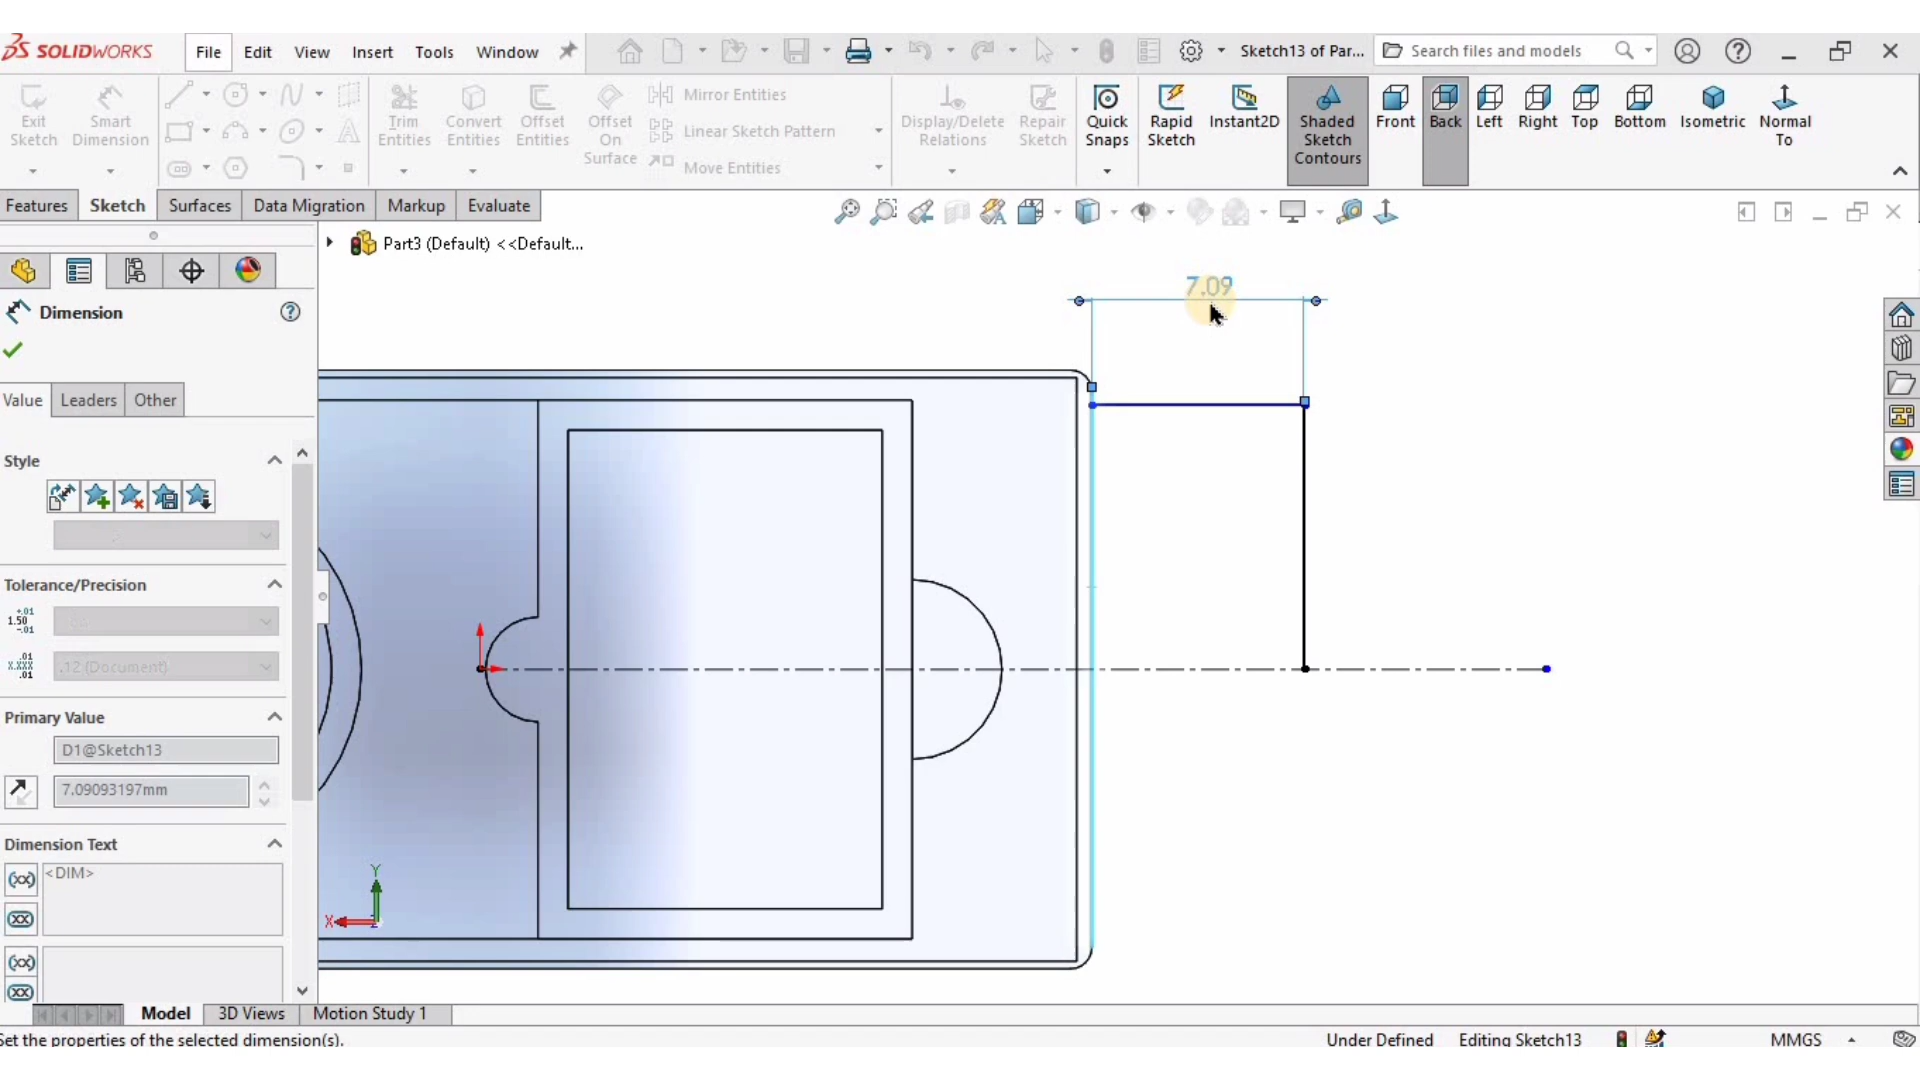 SOLIDWORKS File Edit View Insert Tools Window Sketch13 of Par... Search files and models
Exit Sketch
Smart Dimension
Trim Entities
Convert Entities
Offset Entities
Offset On Surface
Mirror Entities
Linear Sketch Pattern
Move Entities
Display/Delete Relations
Repair Sketch
Quick Snaps
Rapid Sketch
Instant2D
Shaded Sketch Contours
Front
Back
Left
Right
Top
Bottom
Isometric
Normal To
Features Sketch Surfaces Data Migration Markup Evaluate
Part3 (Default) <<Default...
7.09
Dimension
Value Leaders Other
Style
Tolerance/Precision
.12 (Document)
Primary Value
D1@Sketch13
7.09093197mm
Dimension Text
<DIM>
Y
X
Model 3D Views Motion Study 1
Set the properties of the selected dimension(s). Under Defined Editing Sketch13 MMGS